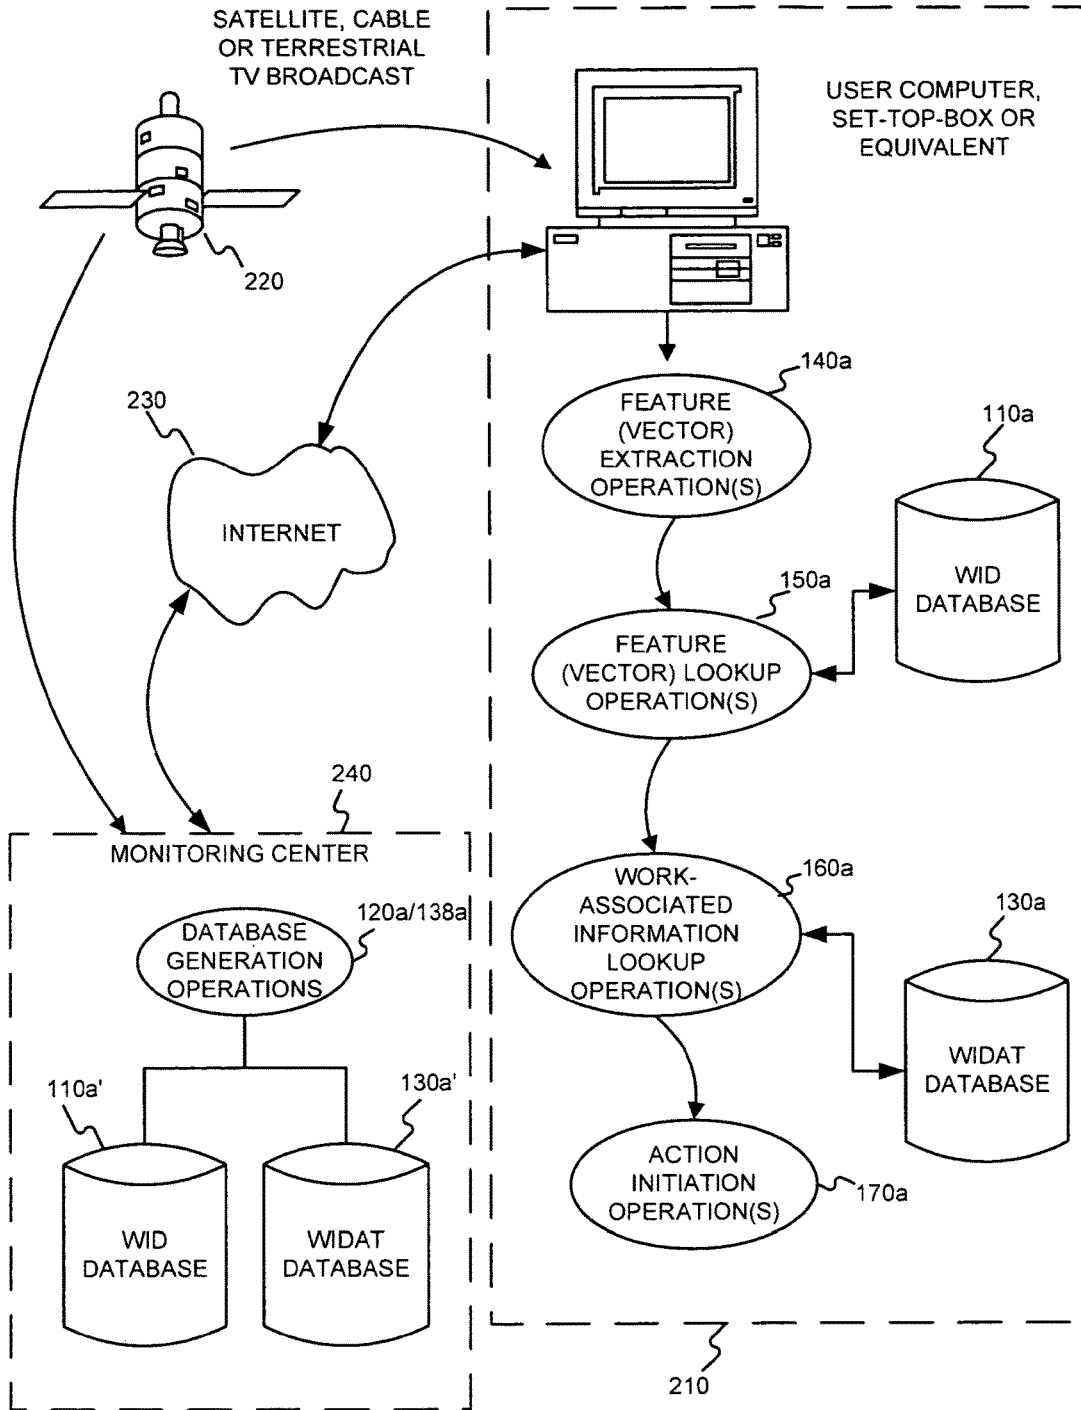 SATELLITE, CABLE
OR TERRESTRIAL
TV BROADCAST
USER COMPUTER,
SET-TOP-BOX OR
EQUIVALENT
220
140a
FEATURE
(VECTOR)
EXTRACTION
OPERATION(S)
230
INTERNET
110a
WID
DATABASE
150a
FEATURE
(VECTOR) LOOKUP
OPERATION(S)
240
MONITORING CENTER
120a/138a
DATABASE
GENERATION
OPERATIONS
160a
WORK-
ASSOCIATED
INFORMATION
LOOKUP
OPERATION(S)
130a
WIDAT
DATABASE
110a'
130a'
WID
DATABASE
WIDAT
DATABASE
ACTION
INITIATION
OPERATION(S)
170a
210